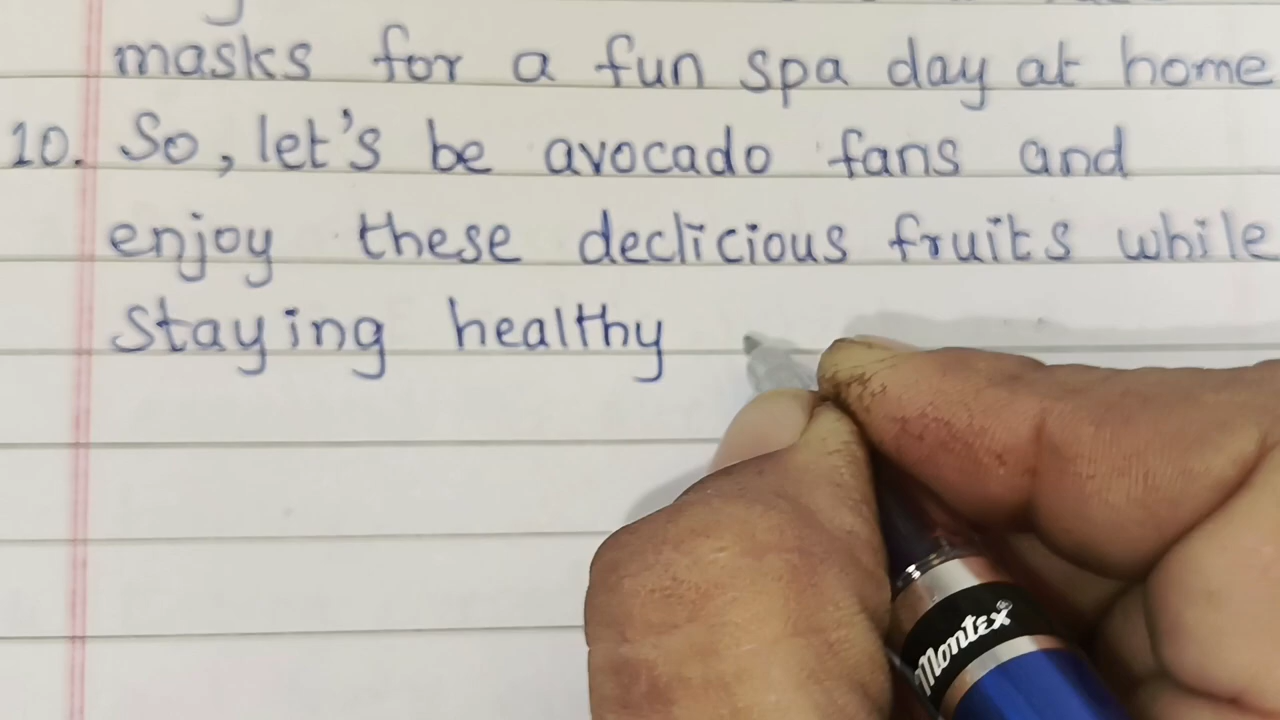 masks for a fun spa day at home
10. So, let's be avocado fans and
enjoy these declicious fruits while
staying healthy
Montex